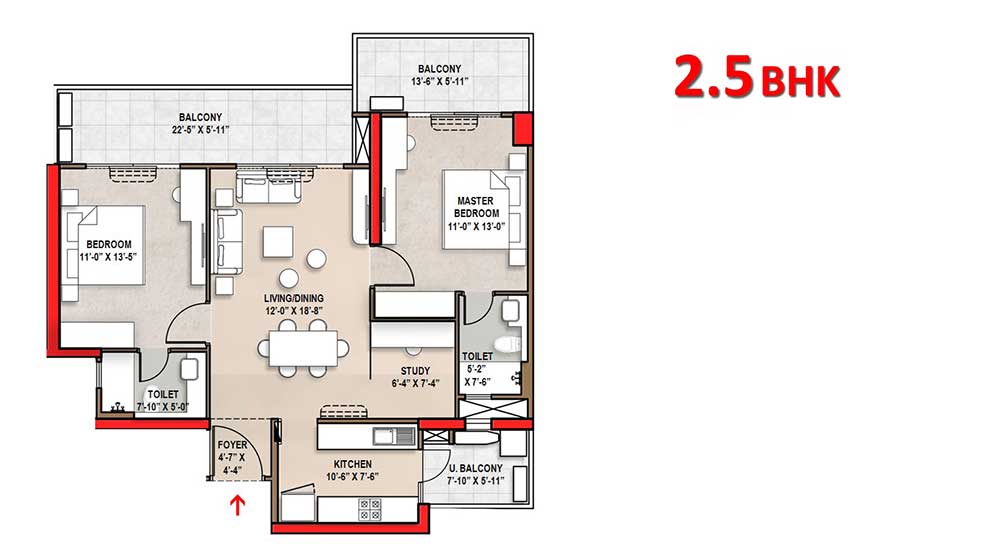 2.5 BHK
BALCONY
13'-6" X 5'-11"
BALCONY
22'-5" X 5'-11"
MASTER
BEDROOM
11'-0" X 13'-0"
BEDROOM
11'-0" X 13'-5"
LIVING/DINING
12'-0" X 18'-8"
STUDY
6'-4" X 7'-4"
TOILET
5'-2"
X 7'-6"
TOILET
7'-10" X 5'-0"
FOYER
4'-7" X
4'-4"
KITCHEN
10'-6" X 7'-6"
U. BALCONY
7'-10" X 5'-11"